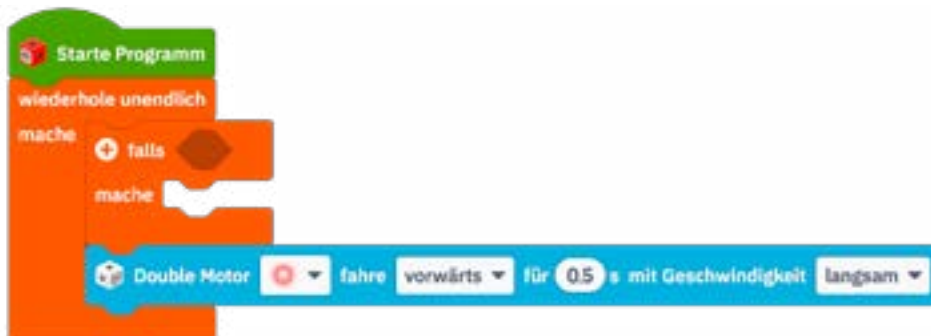 Starte Programm
wiederhole unendlich
mache
falls
mache
Double Motor fahre vorwärts für 0.5 s mit Geschwindigkeit langsam